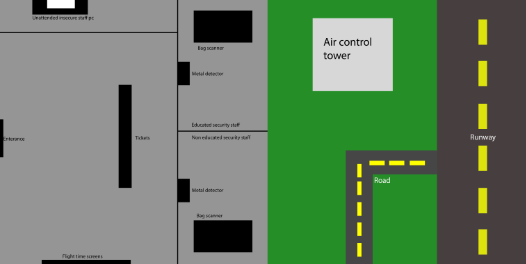 Unattended insecure staff pc
Bag scanner
Air control
tower
Metal detector
Educated security staff
Non educated security staff
Enterance
Tickets
Runway
Road
Metal detector
Bag scanner
Flight time screens